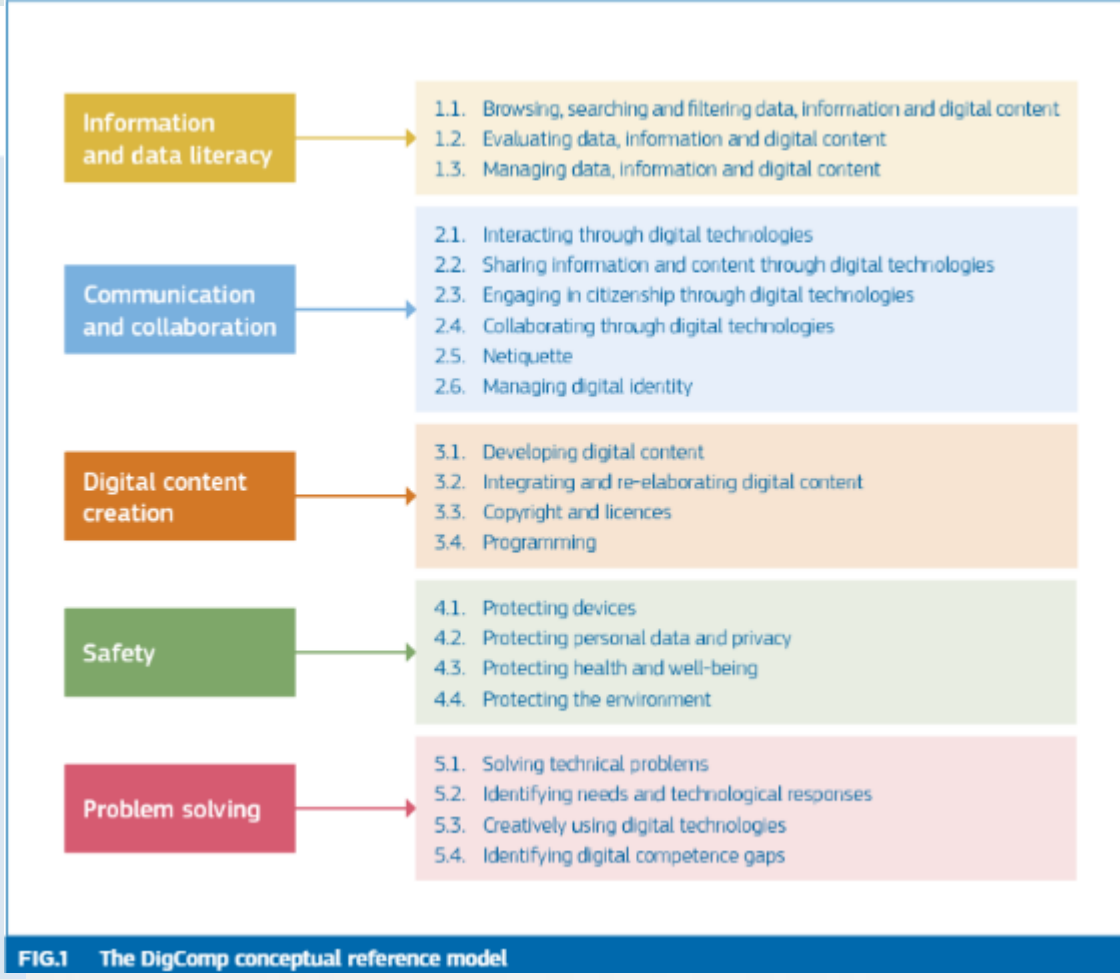 Information
and data literacy
1.1. Browsing, searching and filtering data, information and digital content
1.2. Evaluating data, information and digital content
1.3. Managing data, information and digital content
Communication
and collaboration
2.1. Interacting through digital technologies
2.2. Sharing information and content through digital technologies
2.3. Engaging in citizenship through digital technologies
2.4. Collaborating through digital technologies
2.5. Netiquette
2.6. Managing digital identity
Digital content
creation
3.1. Developing digital content
3.2. Integrating and re-elaborating digital content
3.3. Copyright and licences
3.4. Programming
Safety
4.1. Protecting devices
4.2. Protecting personal data and privacy
4.3. Protecting health and well-being
4.4. Protecting the environment
Problem solving
5.1. Solving technical problems
5.2. Identifying needs and technological responses
5.3. Creatively using digital technologies
5.4. Identifying digital competence gaps
FIG.1 The DigComp conceptual reference model